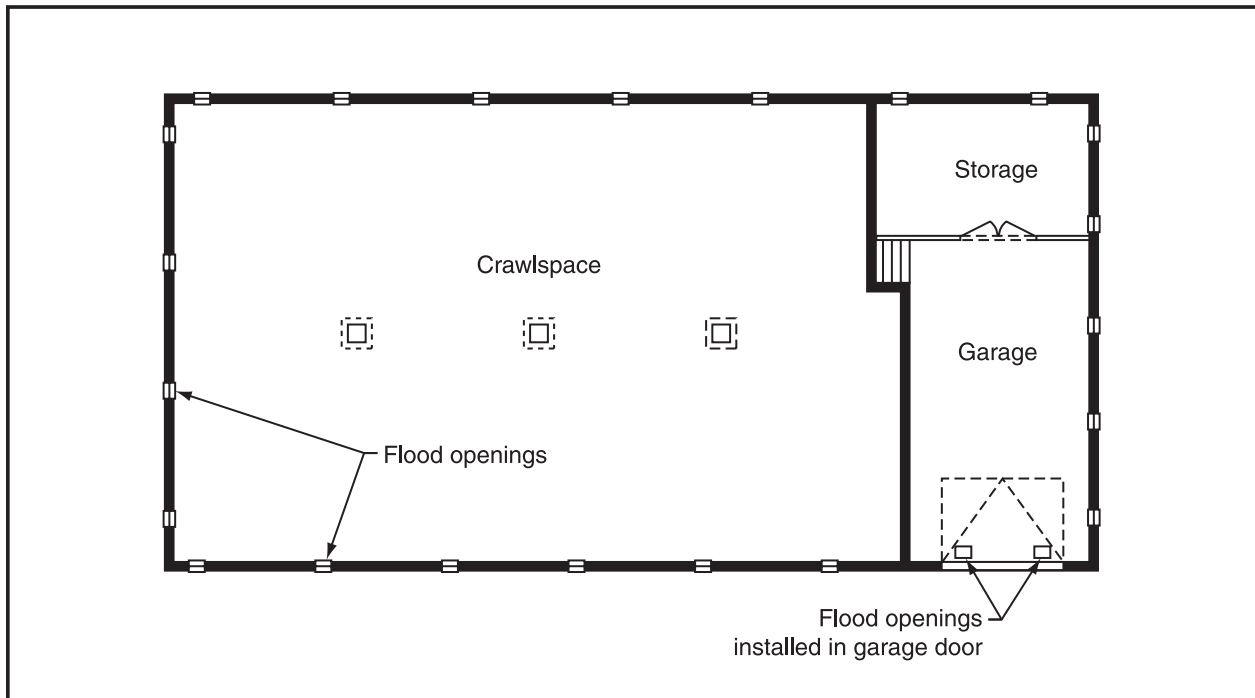 Storage
Crawlspace
Garage
Flood openings
Flood openings
installed in garage door